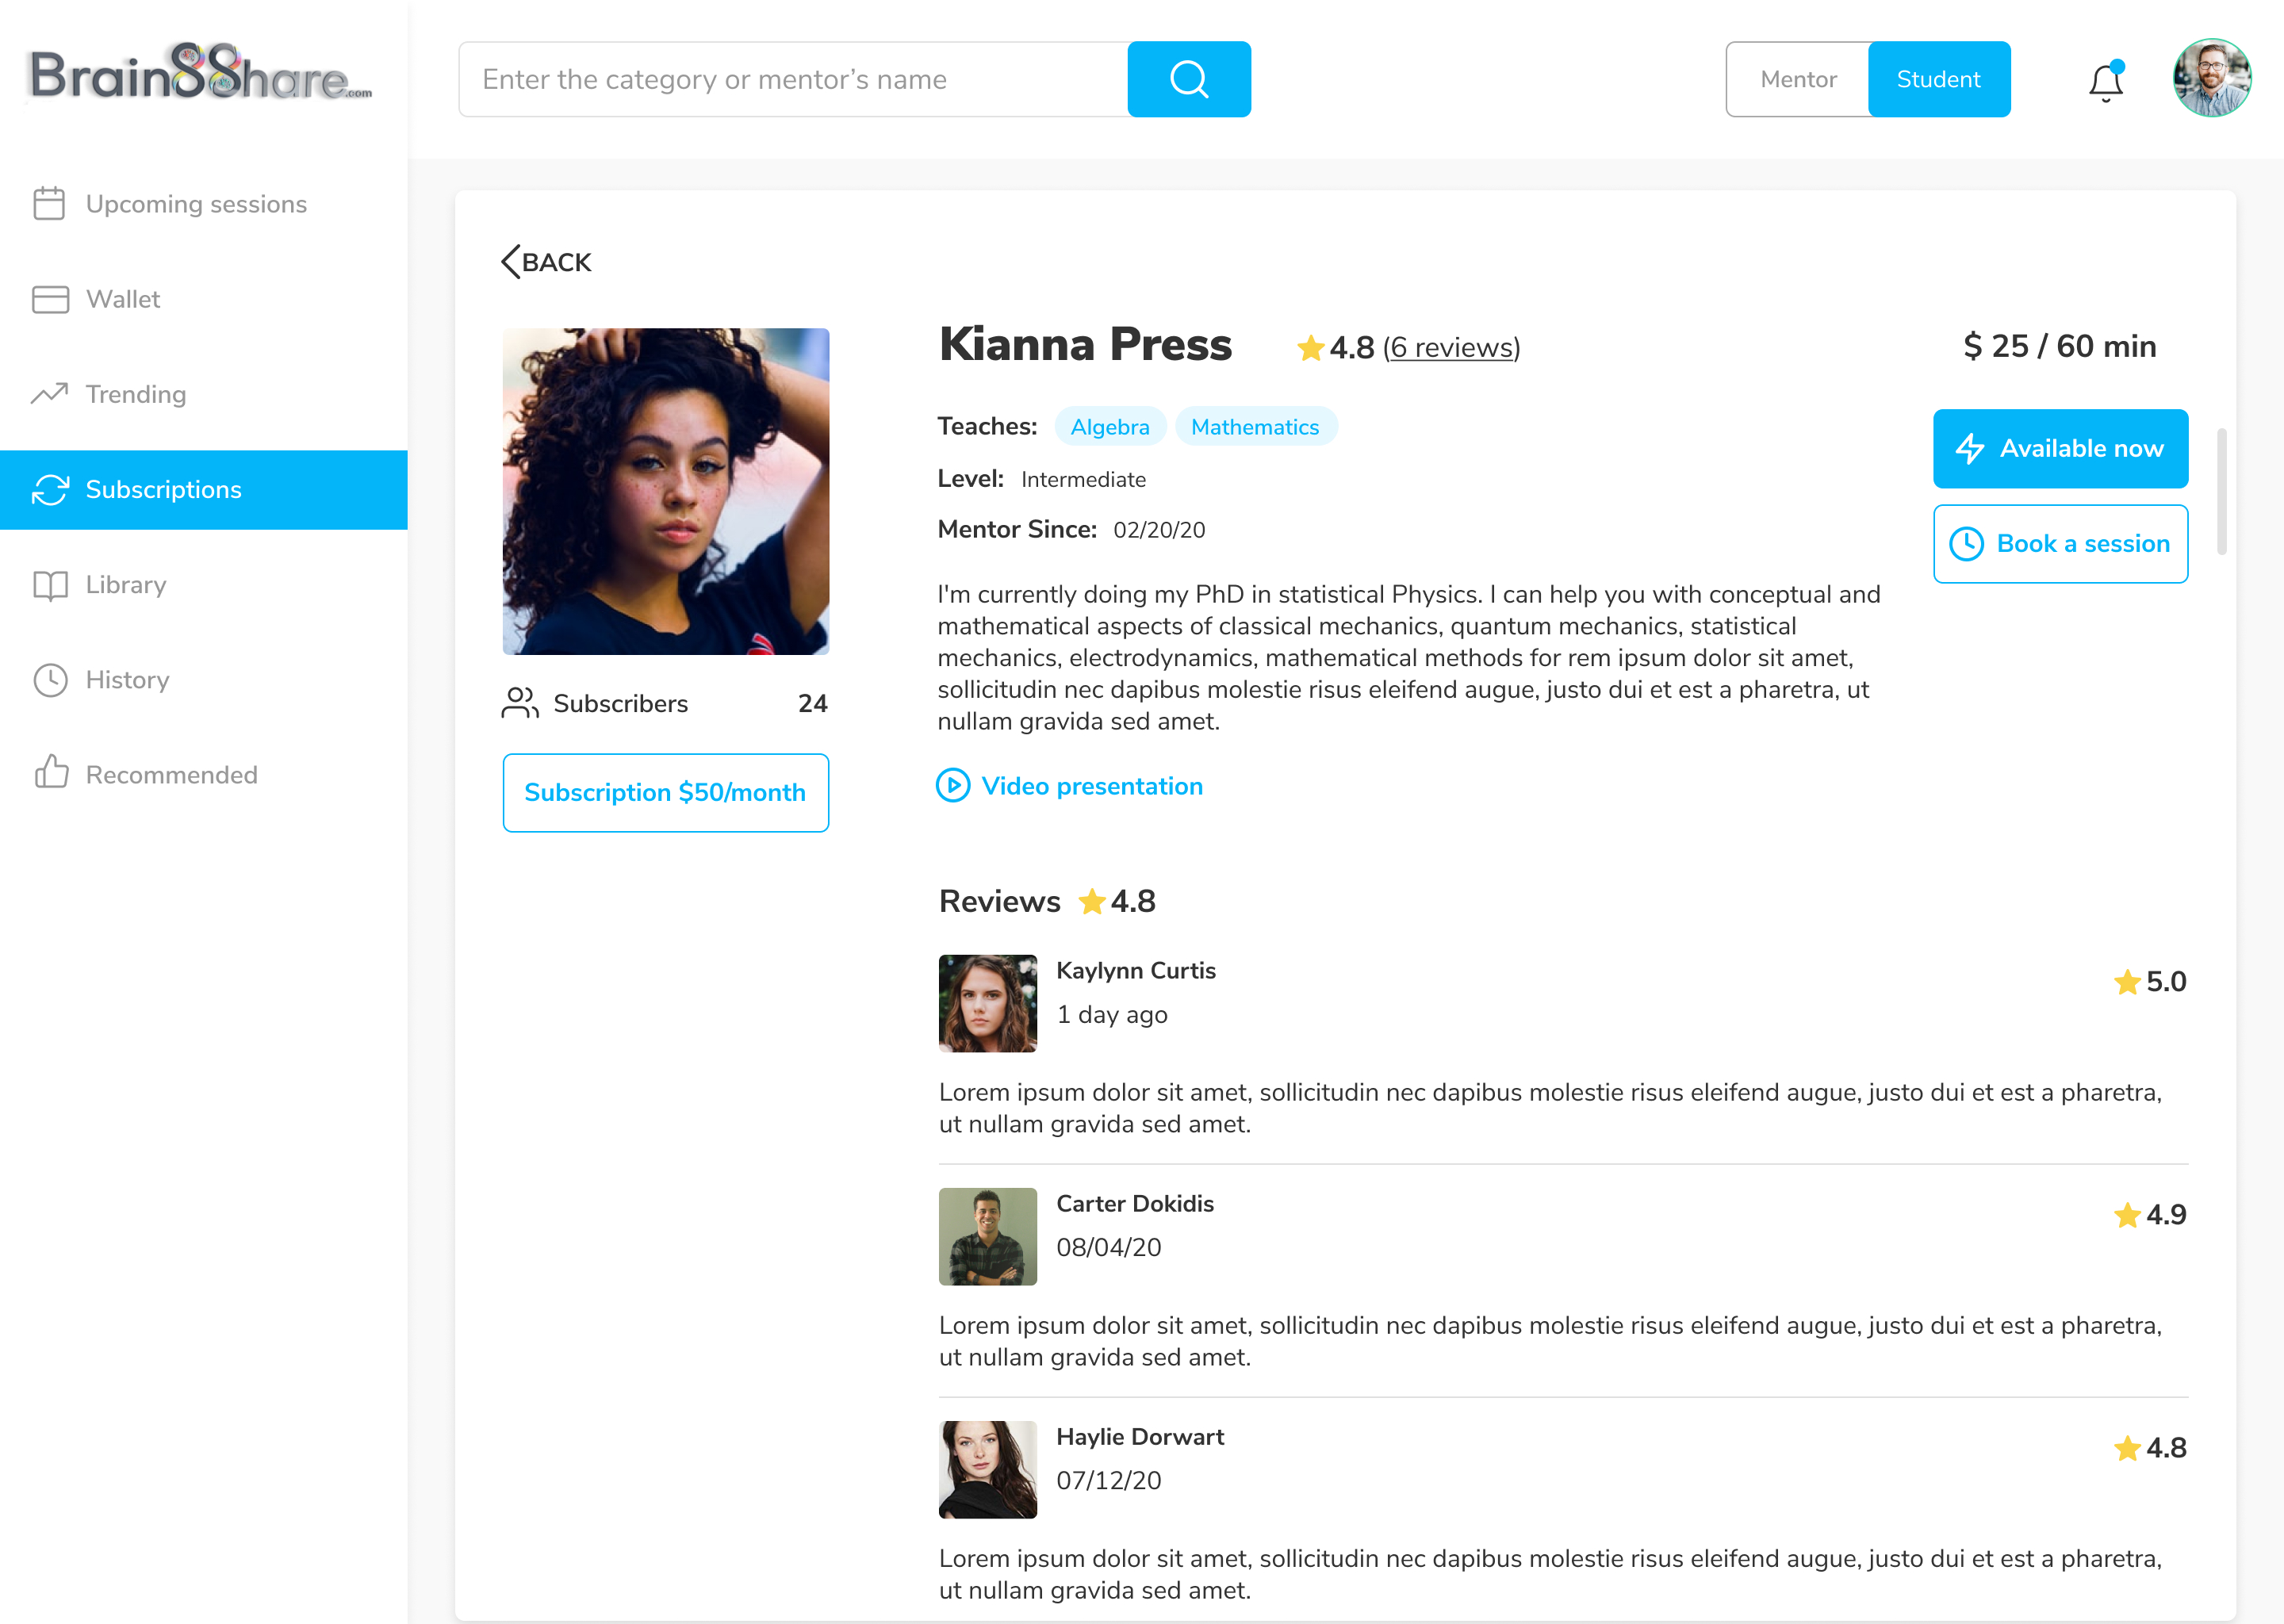 Brain88hare.com
Enter the category or mentor's name
Mentor
Student
Upcoming sessions
Wallet
Trending
Subscriptions
Library
History
Recommended
BACK
Kianna Press
4.8 (6 reviews)
$ 25 / 60 min
Teaches: Algebra Mathematics
Level: Intermediate
Mentor Since: 02/20/20
Available now
Book a session
I'm currently doing my PhD in statistical Physics. I can help you with conceptual and
mathematical aspects of classical mechanics, quantum mechanics, statistical
mechanics, electrodynamics, mathematical methods for rem ipsum dolor sit amet,
sollicitudin nec dapibus molestie risus eleifend augue, justo dui et est a pharetra, ut
nullam gravida sed amet.
Video presentation
Subscribers 24
Subscription $50/month
Reviews 4.8
Kaylynn Curtis
1 day ago
5.0
Lorem ipsum dolor sit amet, sollicitudin nec dapibus molestie risus eleifend augue, justo dui et est a pharetra,
ut nullam gravida sed amet.
Carter Dokidis
08/04/20
4.9
Lorem ipsum dolor sit amet, sollicitudin nec dapibus molestie risus eleifend augue, justo dui et est a pharetra,
ut nullam gravida sed amet.
Haylie Dorwart
07/12/20
4.8
Lorem ipsum dolor sit amet, sollicitudin nec dapibus molestie risus eleifend augue, justo dui et est a pharetra,
ut nullam gravida sed amet.